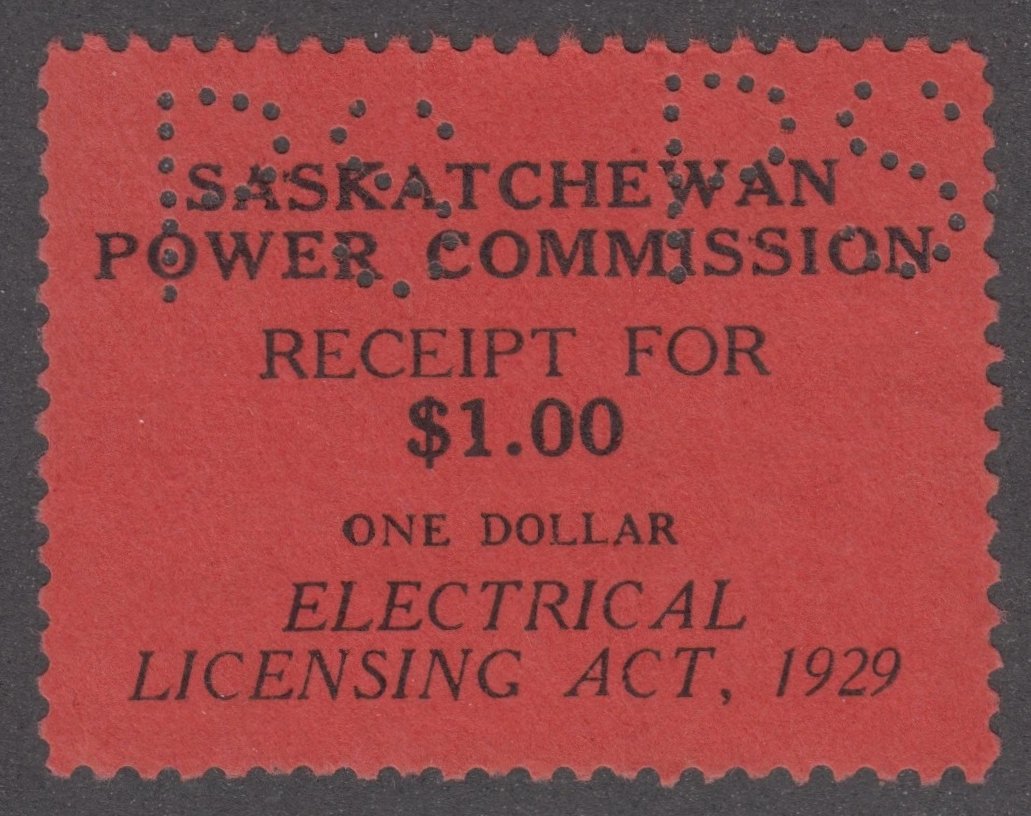 SASKATCHEWAN
POWER COMMISSION
RECEIPT FOR
$1.00
ONE DOLLAR
ELECTRICAL
LICENSING ACT, 1929